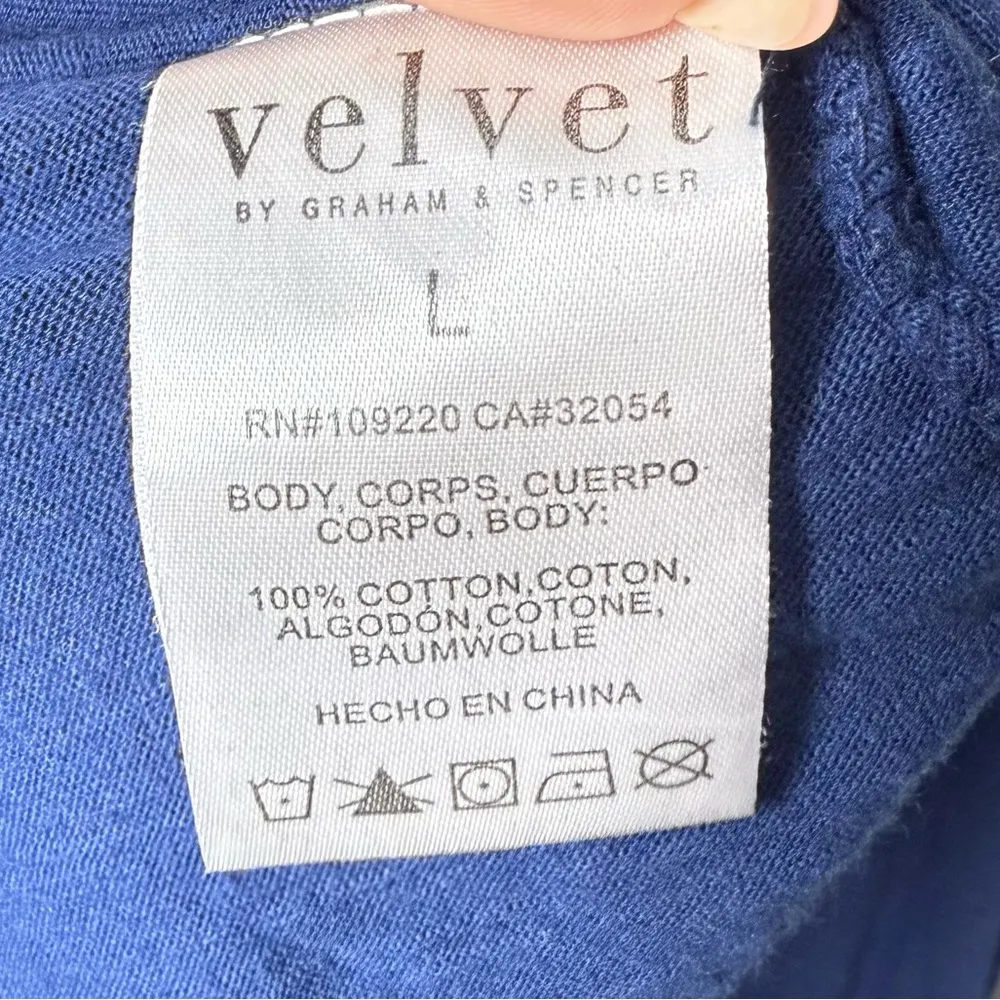 velvet
BY GRAHAM & SPENCER
L
RN#109220 CA#32054
BODY, CORPS, CUERPO
CORPO, BODY:
100% COTTON,COTON,
ALGODÓN,COTONE,
BAUMWOLLE
HECHO EN CHINA